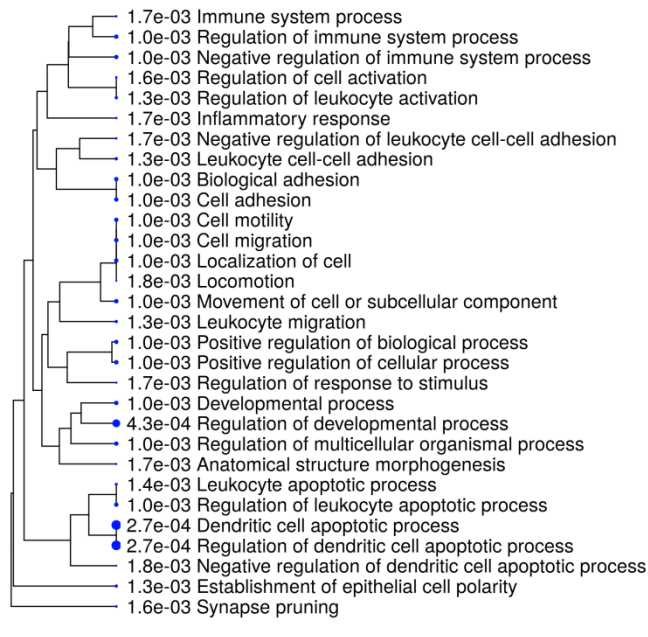 1.7e-03 Immune system process
1.0e-03 Regulation of immune system process
1.0e-03 Negative regulation of immune system process
1.6e-03 Regulation of cell activation
1.3e-03 Regulation of leukocyte activation
1.7e-03 Inflammatory response
1.7e-03 Negative regulation of leukocyte cell-cell adhesion
1.3e-03 Leukocyte cell-cell adhesion
1.0e-03 Biological adhesion
1.0e-03 Cell adhesion
1.0e-03 Cell motility
1.0e-03 Cell migration
1.0e-03 Localization of cell
1.8e-03 Locomotion
1.0e-03 Movement of cell or subcellular component
1.3e-03 Leukocyte migration
1.0e-03 Positive regulation of biological process
1.0e-03 Positive regulation of cellular process
1.7e-03 Regulation of response to stimulus
1.0e-03 Developmental process
4.3e-04 Regulation of developmental process
1.0e-03 Regulation of multicellular organismal process
1.7e-03 Anatomical structure morphogenesis
1.4e-03 Leukocyte apoptotic process
1.0e-03 Regulation of leukocyte apoptotic process
2.7e-04 Dendritic cell apoptotic process
2.7e-04 Regulation of dendritic cell apoptotic process
1.8e-03 Negative regulation of dendritic cell apoptotic process
1.3e-03 Establishment of epithelial cell polarity
1.6e-03 Synapse pruning